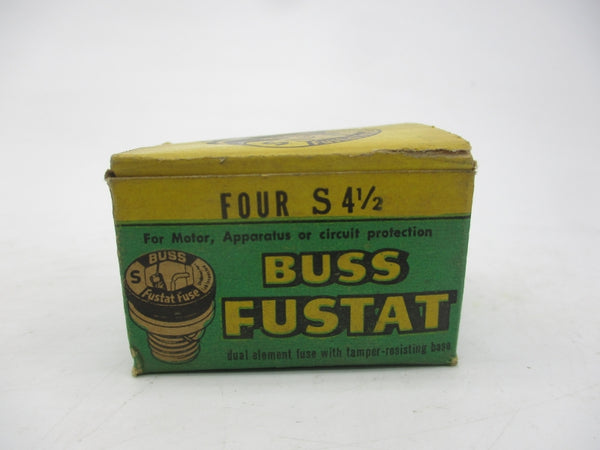 FOUR S 4½
For Motor, Apparatus or circuit protection
BUSS
FUSTAT
dual element fuse with tamper-resisting base
BUSS
S
Fustat Fuse